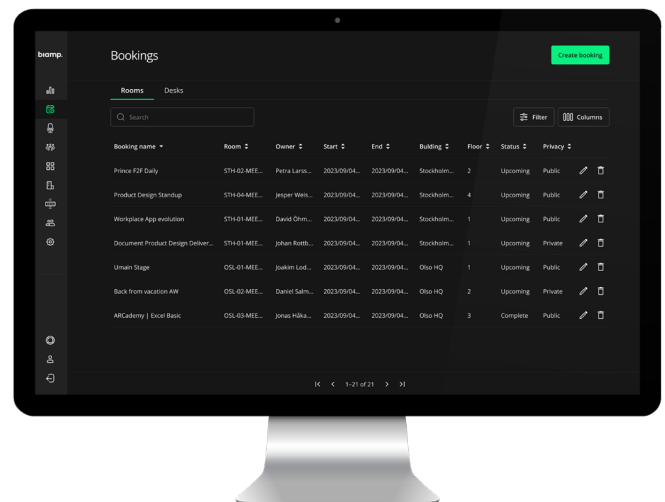 bıamp.
Bookings
Create booking
Rooms Desks
Search
Filter Columns
Booking name Room Owner Start End Bulding Floor Status Privacy
Prince F2F Daily STH-02-MEE... Petra Larss... 2023/09/04... 2023/09/04... Stockholm... 2 Upcoming Public
Product Design Standup STH-04-MEE... Jesper Weis... 2023/09/04... 2023/09/04... Stockholm... 4 Upcoming Public
Workplace App evolution STH-01-MEE... David Öhm... 2023/09/04... 2023/09/04... Stockholm... 1 Upcoming Public
Document Product Design Deliver... STH-01-MEE... Johan Rottb... 2023/09/04... 2023/09/04... Stockholm... 1 Upcoming Private
Umain Stage OSL-01-MEE... Joakim Lod... 2023/09/04... 2023/09/04... Olso HQ 1 Upcoming Public
Back from vacation AW OSL-02-MEE... Daniel Salm... 2023/09/04... 2023/09/04... Olso HQ 2 Upcoming Private
ARCademy | Excel Basic OSL-03-MEE... Jonas Håka... 2023/09/04... 2023/09/04... Olso HQ 3 Complete Public
1–21 of 21